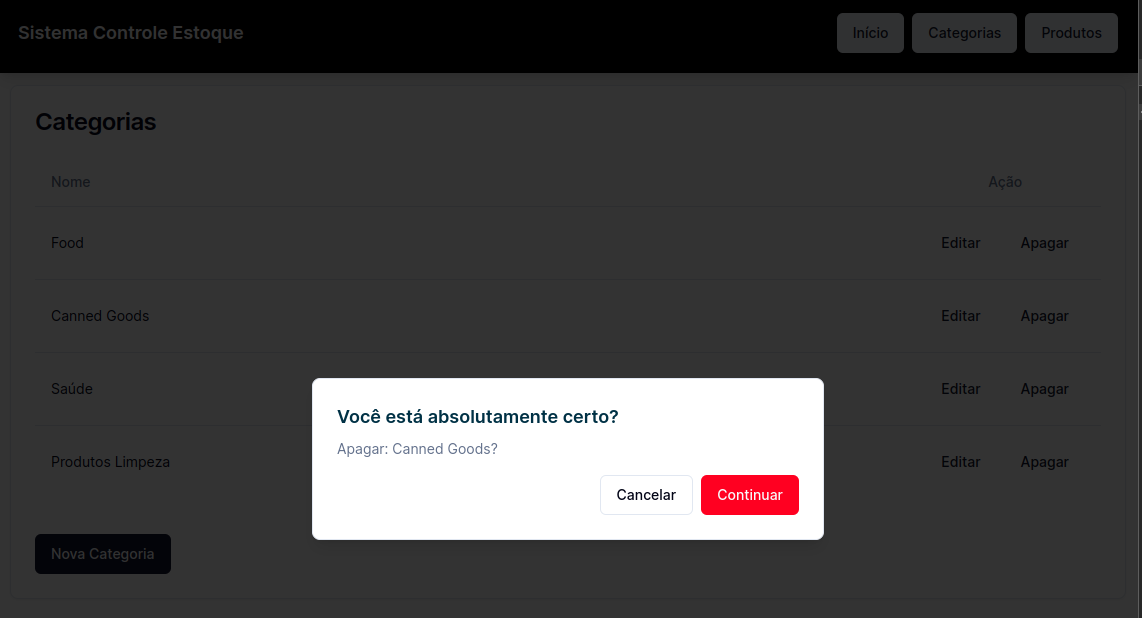 Sistema Controle Estoque
Início Categorias Produtos
Categorias
Nome Ação
Food Editar Apagar
Canned Goods Editar Apagar
Saúde Editar Apagar
Produtos Limpeza Editar Apagar
Nova Categoria
Você está absolutamente certo?
Apagar: Canned Goods?
Cancelar Continuar